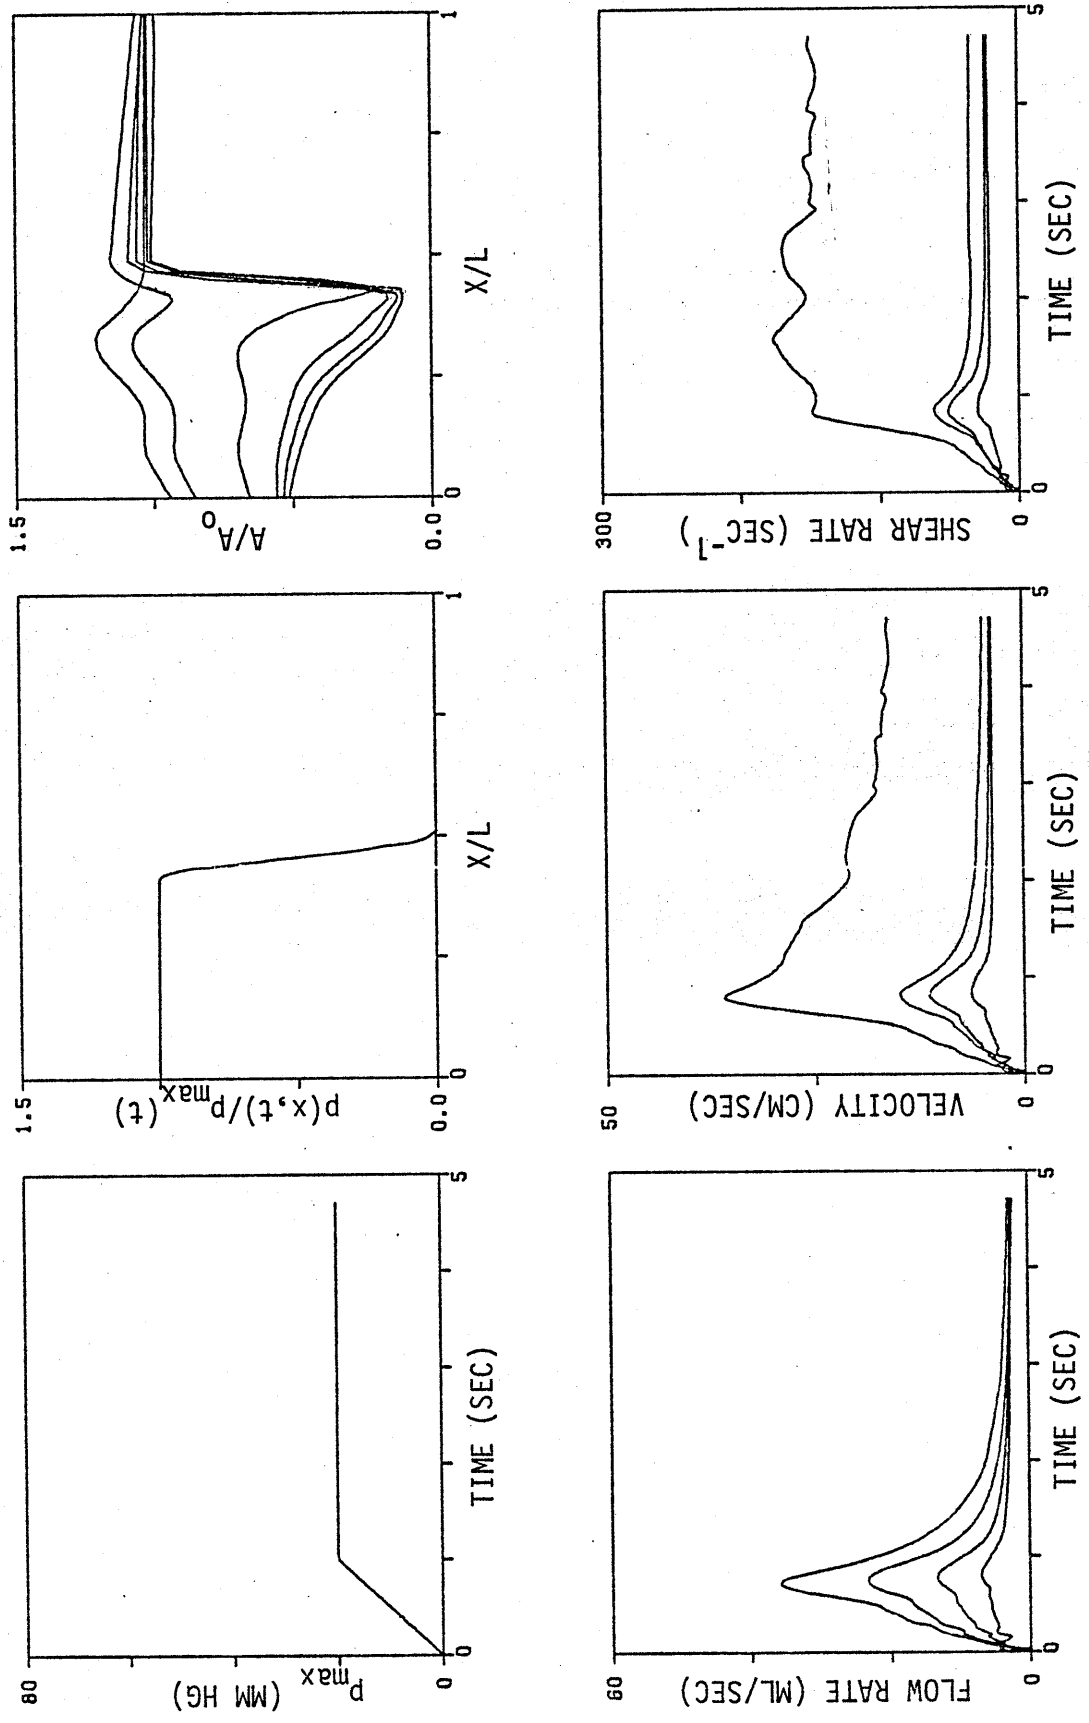 80
P max
(MM HG)
0
5
TIME (SEC)
1.5
p(x,t)/p max (t)
0.0
0
1
X/L
1.5
A/A0
0.0
0
1
X/L
60
FLOW RATE (ML/SEC)
0
0
5
TIME (SEC)
50
VELOCITY (CM/SEC)
0
0
5
TIME (SEC)
300
SHEAR RATE (SEC-1)
0
0
5
TIME (SEC)